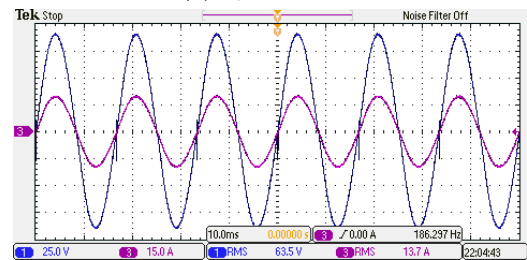 Tek Stop Noise Filter Off
3
10.0ms 0.00000 s 3 ∫ 0.00 A 186.297 Hz
1 25.0 V 3 15.0 A 1 RMS 63.5 V 3 RMS 13.7 A 22:04:43